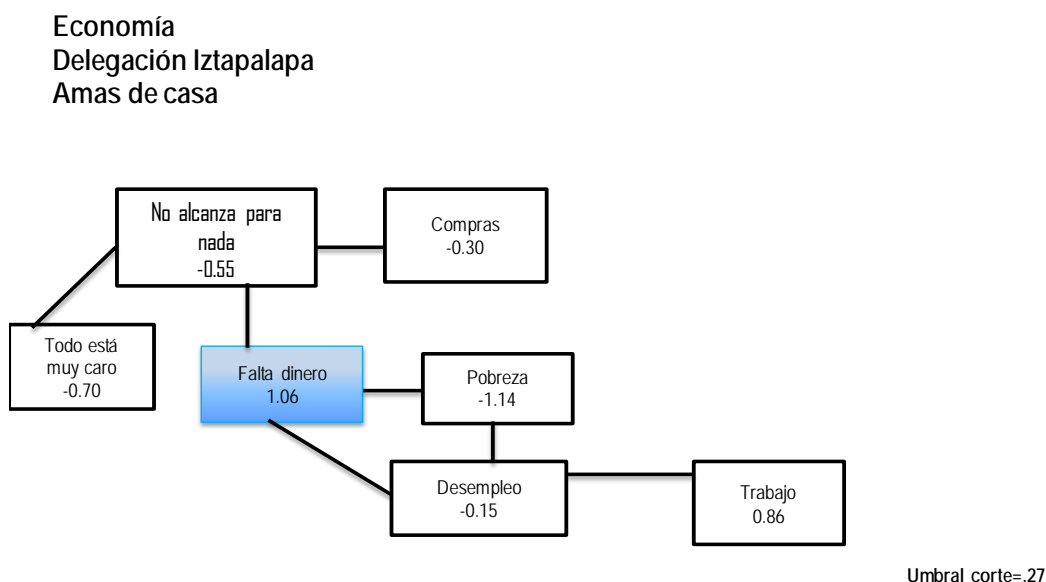 Economía
Delegación Iztapalapa
Amas de casa
No alcanza para
nada
-0.55
Compras
-0.30
Todo está
muy caro
-0.70
Falta dinero
1.06
Pobreza
-1.14
Desempleo
-0.15
Trabajo
0.86
Umbral corte=.27